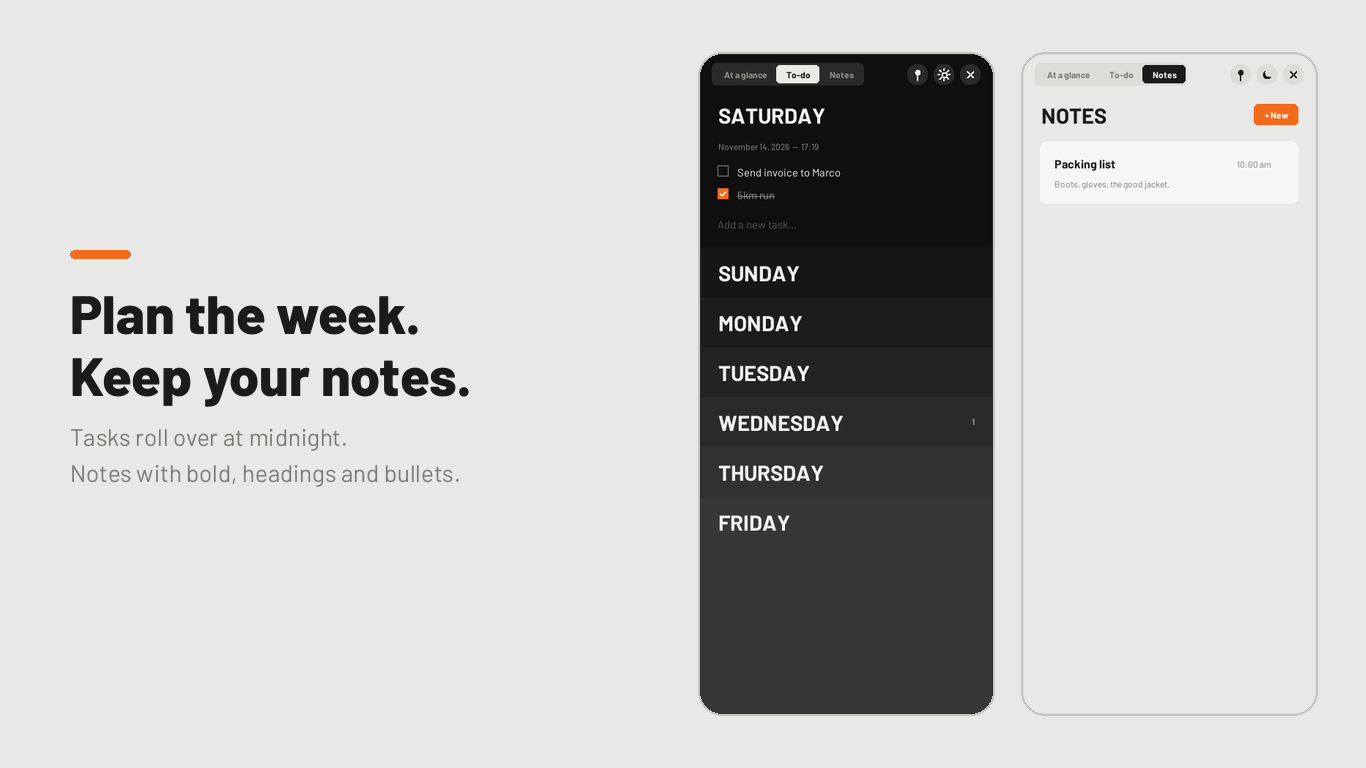 Plan the week.
Keep your notes.
Tasks roll over at midnight.
Notes with bold, headings and bullets.
At a glance To-do Notes
SATURDAY
November 14, 2026 — 17:19
Send invoice to Marco
5km run
Add a new task...
SUNDAY
MONDAY
TUESDAY
WEDNESDAY 1
THURSDAY
FRIDAY
At a glance To-do Notes
NOTES + New
Packing list 10:00 am
Boots, gloves, the good jacket.